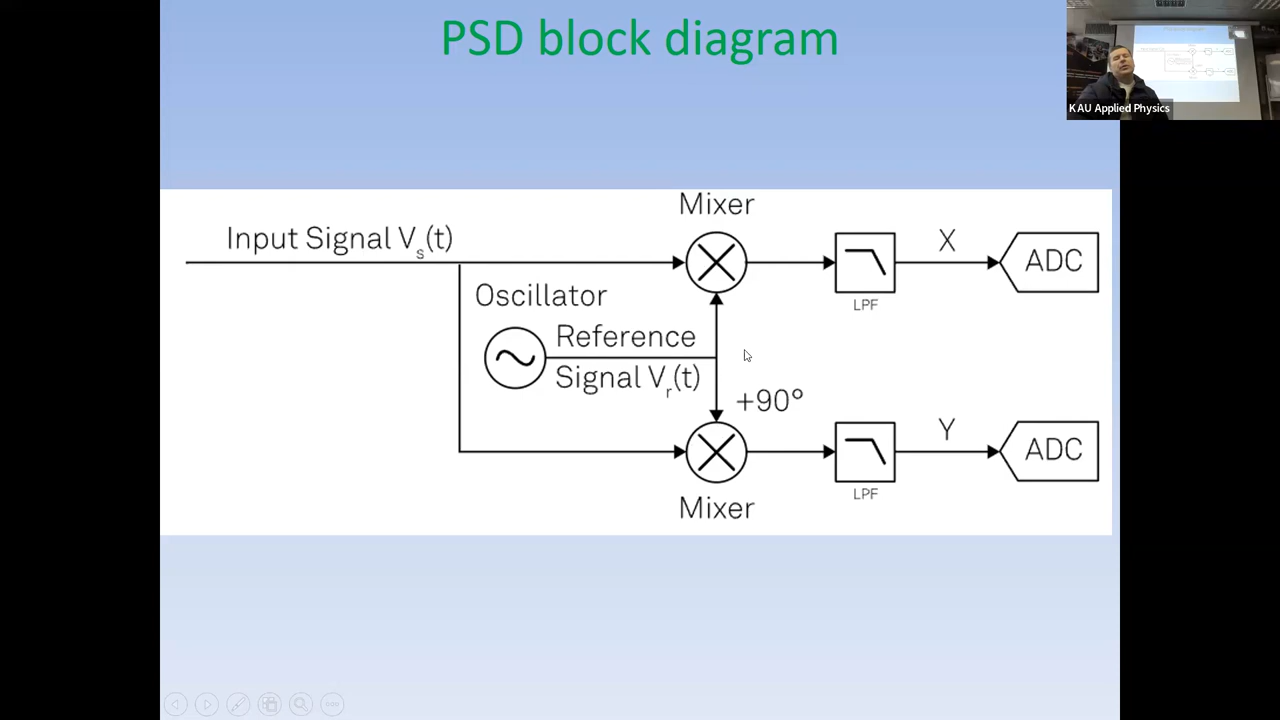 PSD block diagram
K AU Applied Physics
Mixer
Input Signal Vs(t)
X
ADC
LPF
Oscillator
Reference
Signal Vr(t)
+90°
Y
ADC
LPF
Mixer